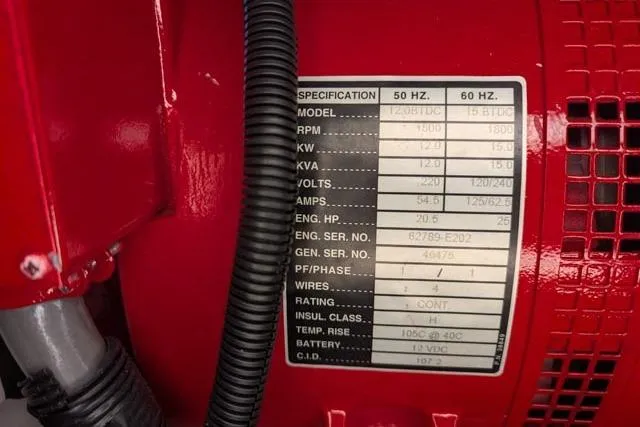 SPECIFICATION 50 HZ. 60 HZ.
MODEL 12.0BTDC 15.BTDC
RPM 1500 1800
KW 12.0 15.0
KVA 12.0 15.0
VOLTS 220 120/240
AMPS 54.5 125/62.5
ENG. HP 20.5 25
ENG. SER. NO. 62789-E202
GEN. SER. NO. 46475
PF/PHASE 1 / 1
WIRES 4
RATING CONT.
INSUL. CLASS. H
TEMP. RISE 105C @ 40C
BATTERY 12 VDC
C.I.D. 107.2